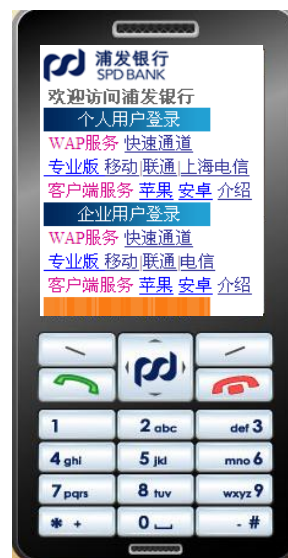 浦发银行
SPD BANK
欢迎访问浦发银行
个人用户登录
WAP服务 快速通道
专业版 移动|联通|上海电信
客户端服务 苹果 安卓 介绍
企业用户登录
WAP服务 快速通道
专业版 移动|联通|电信
客户端服务 苹果 安卓 介绍
1 2 abc def 3
4 ghi 5 jkl mno 6
7 pqrs 8 tuv wxyz 9
* + 0 . #